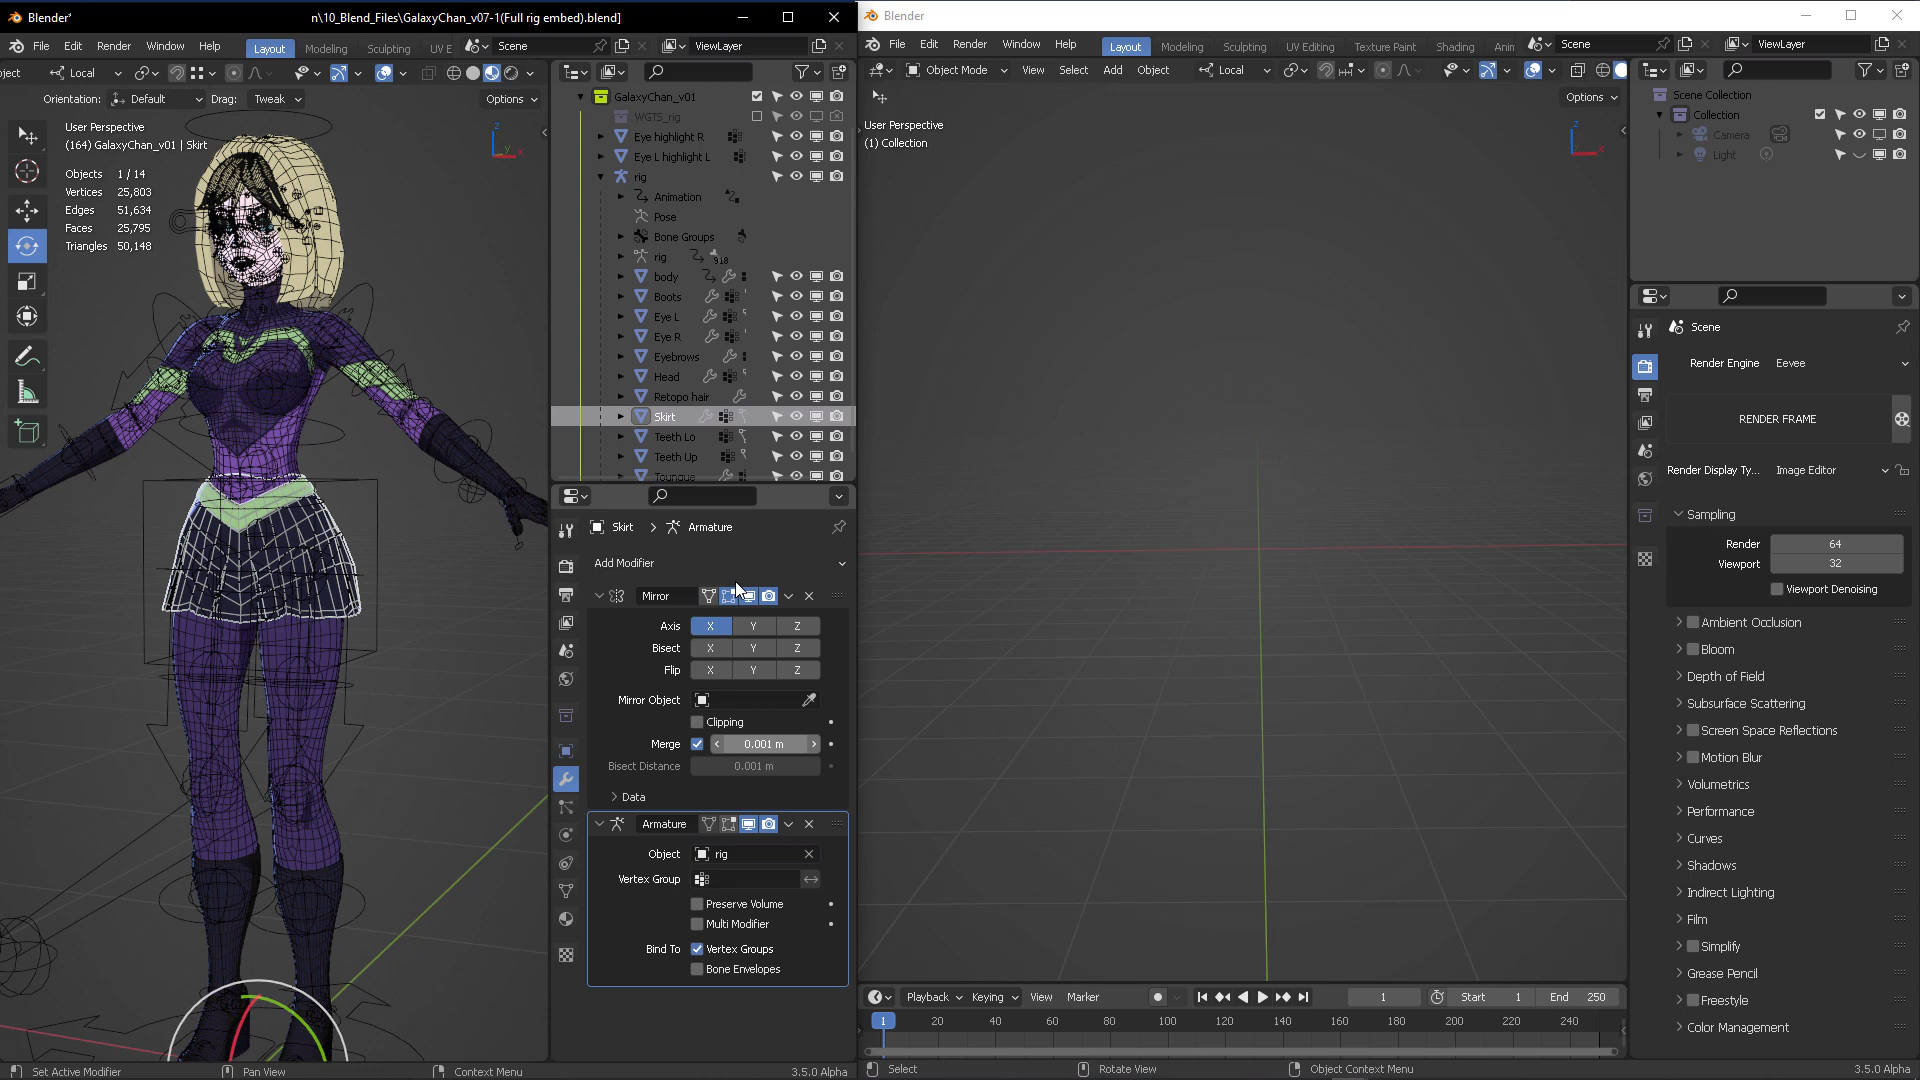 Blender'
n\10_Blend_Files\GalaxyChan_v07-1(Full rig embed).blend]
File Edit Render Window Help Layout Modeling Sculpting UV E Scene ViewLayer
ject Local
Orientation: Default Drag: Tweak Options
User Perspective
(164) GalaxyChan_v01 | Skirt
Objects 1 / 14
Vertices 25,803
Edges 51,634
Faces 25,795
Triangles 50,148
Z
Y X
GalaxyChan_v01
WGTS_rig
Eye highlight R
Eye L highlight L
rig
Animation 2
Pose
Bone Groups
rig 918
body
Boots
Eye L
Eye R
Eyebrows
Head
Retopo hair
Skirt
Teeth Lo
Teeth Up
Toungue
Skirt > Armature
Add Modifier
Mirror
Axis X Y Z
Bisect X Y Z
Flip X Y Z
Mirror Object
Clipping
Merge 0.001 m
Bisect Distance 0.001 m
Data
Armature
Object rig
Vertex Group
Preserve Volume
Multi Modifier
Bind To Vertex Groups
Bone Envelopes
Set Active Modifier Pan View Context Menu 3.5.0 Alpha
Blender
File Edit Render Window Help Layout Modeling Sculpting UV Editing Texture Paint Shading Anin Scene ViewLayer
Object Mode View Select Add Object Local
Options
User Perspective
(1) Collection
Z
X
Scene Collection
Collection
Camera
Light
Scene
Render Engine Eevee
RENDER FRAME
Render Display Ty... Image Editor
Sampling
Render 64
Viewport 32
Viewport Denoising
Ambient Occlusion
Bloom
Depth of Field
Subsurface Scattering
Screen Space Reflections
Motion Blur
Volumetrics
Performance
Curves
Shadows
Indirect Lighting
Film
Simplify
Grease Pencil
Freestyle
Color Management
Playback Keying View Marker 1 Start 1 End 250
1 20 40 60 80 100 120 140 160 180 200 220 240
Select Rotate View Object Context Menu 3.5.0 Alpha